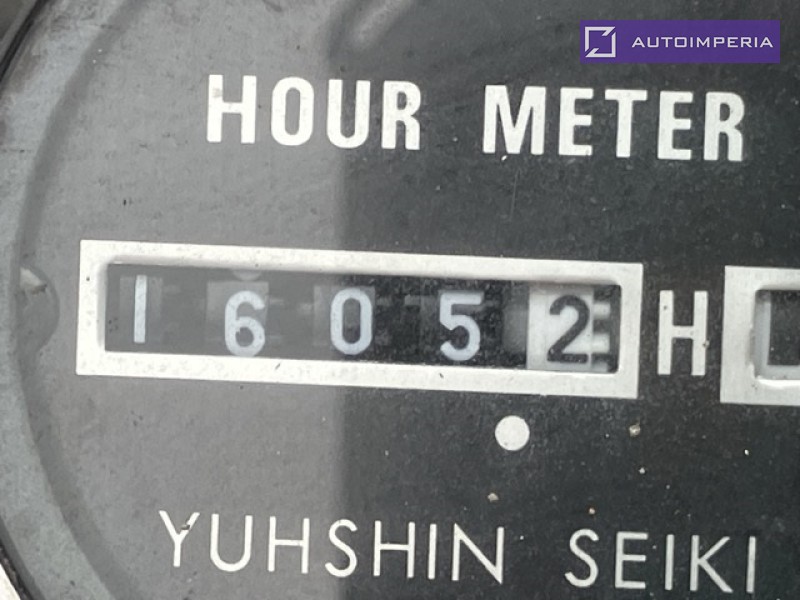 AUTOIMPERIA
HOUR METER
16052 H
YUHSHIN SEIKI